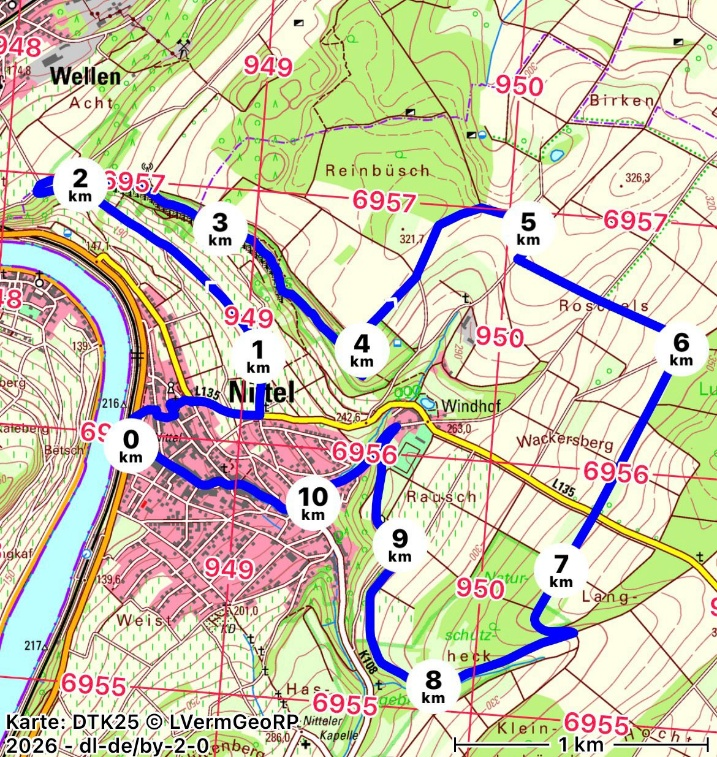 948
Wellen
174,8
Acht
949
950
Birken
Reinbüsch
2
km
6957
326,3
3
km
6957
5
km
6957
321,7
147,1
Roschels
949
950
1
km
4
km
6
km
139
Nittel
L135
216
242,6
Windhof
263,0
0
km
6956
Wackersberg
6956
L135
10
km
Rausch
9
km
7
km
949
950
Natur-
Lang-
139,6
201,0
KD
Weist
schutz-
heck
217
K108
8
km
6955
6955
6955
Nitteler
Kapelle
Klein-
286,0
Karte: DTK25 © LVermGeoRP
2026 - dl-de/by-2-0
1 km